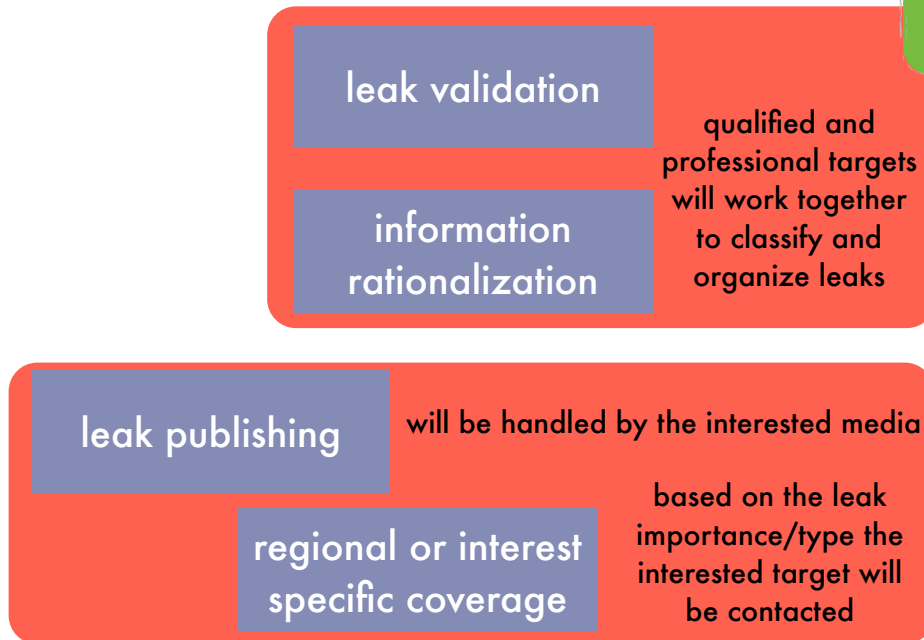 leak validation
qualified and
professional targets
will work together
to classify and
organize leaks
information
rationalization
leak publishing
will be handled by the interested media
regional or interest
specific coverage
based on the leak
importance/type the
interested target will
be contacted